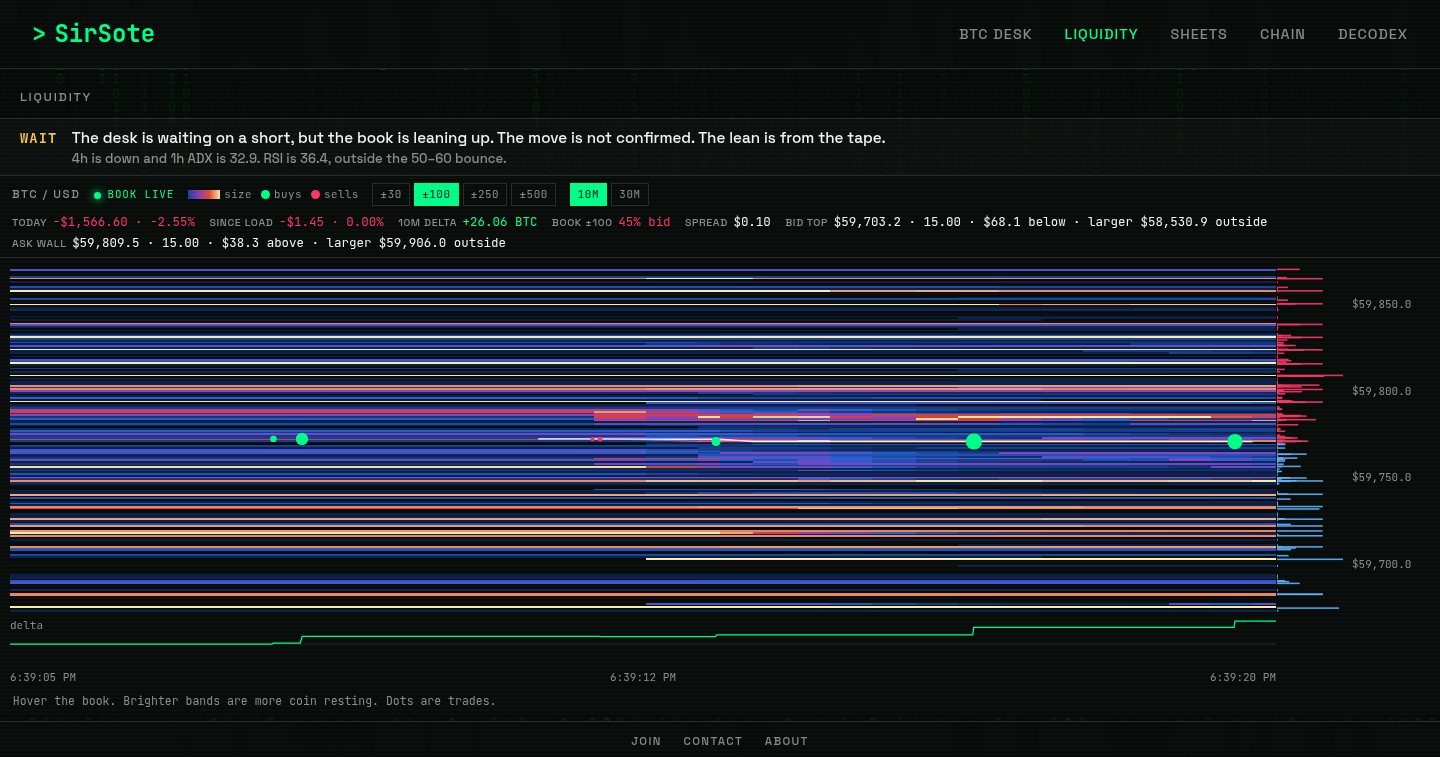 > SirSote
BTC DESK LIQUIDITY SHEETS CHAIN DECODEX
LIQUIDITY
WAIT The desk is waiting on a short, but the book is leaning up. The move is not confirmed. The lean is from the tape.
4h is down and 1h ADX is 32.9. RSI is 36.4, outside the 50–60 bounce.
BTC / USD BOOK LIVE size buys sells ±30 ±100 ±250 ±500 10M 30M
TODAY -$1,566.60 · -2.55% SINCE LOAD -$1.45 · 0.00% 10M DELTA +26.06 BTC BOOK ±100 45% bid SPREAD $0.10 BID TOP $59,703.2 · 15.00 · $68.1 below · larger $58,530.9 outside
ASK WALL $59,809.5 · 15.00 · $38.3 above · larger $59,906.0 outside
$59,850.0
$59,800.0
$59,750.0
$59,700.0
delta
6:39:05 PM 6:39:12 PM 6:39:20 PM
Hover the book. Brighter bands are more coin resting. Dots are trades.
JOIN CONTACT ABOUT